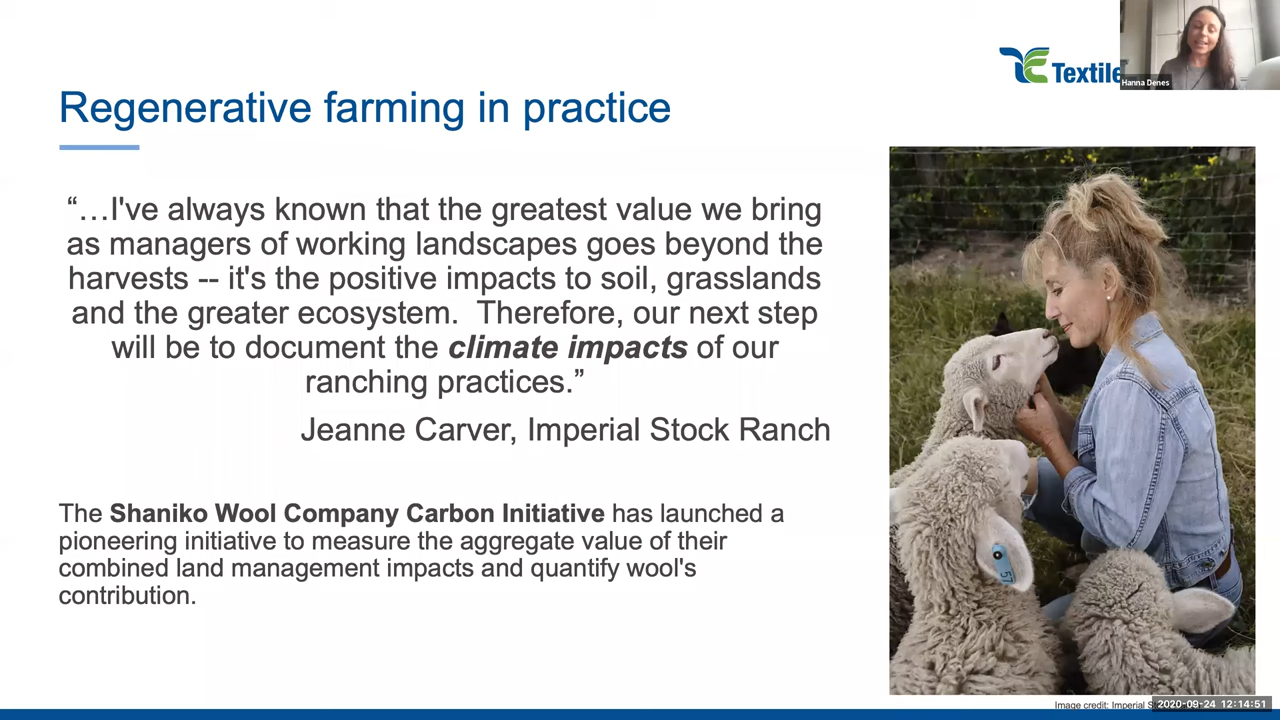 Textile
Hanna Denes
Regenerative farming in practice
“…I've always known that the greatest value we bring
as managers of working landscapes goes beyond the
harvests -- it's the positive impacts to soil, grasslands
and the greater ecosystem.  Therefore, our next step
will be to document the climate impacts of our
ranching practices.”
Jeanne Carver, Imperial Stock Ranch
The Shaniko Wool Company Carbon Initiative has launched a
pioneering initiative to measure the aggregate value of their
combined land management impacts and quantify wool's
contribution.
57
Image credit: Imperial
2020-09-24 12:14:51